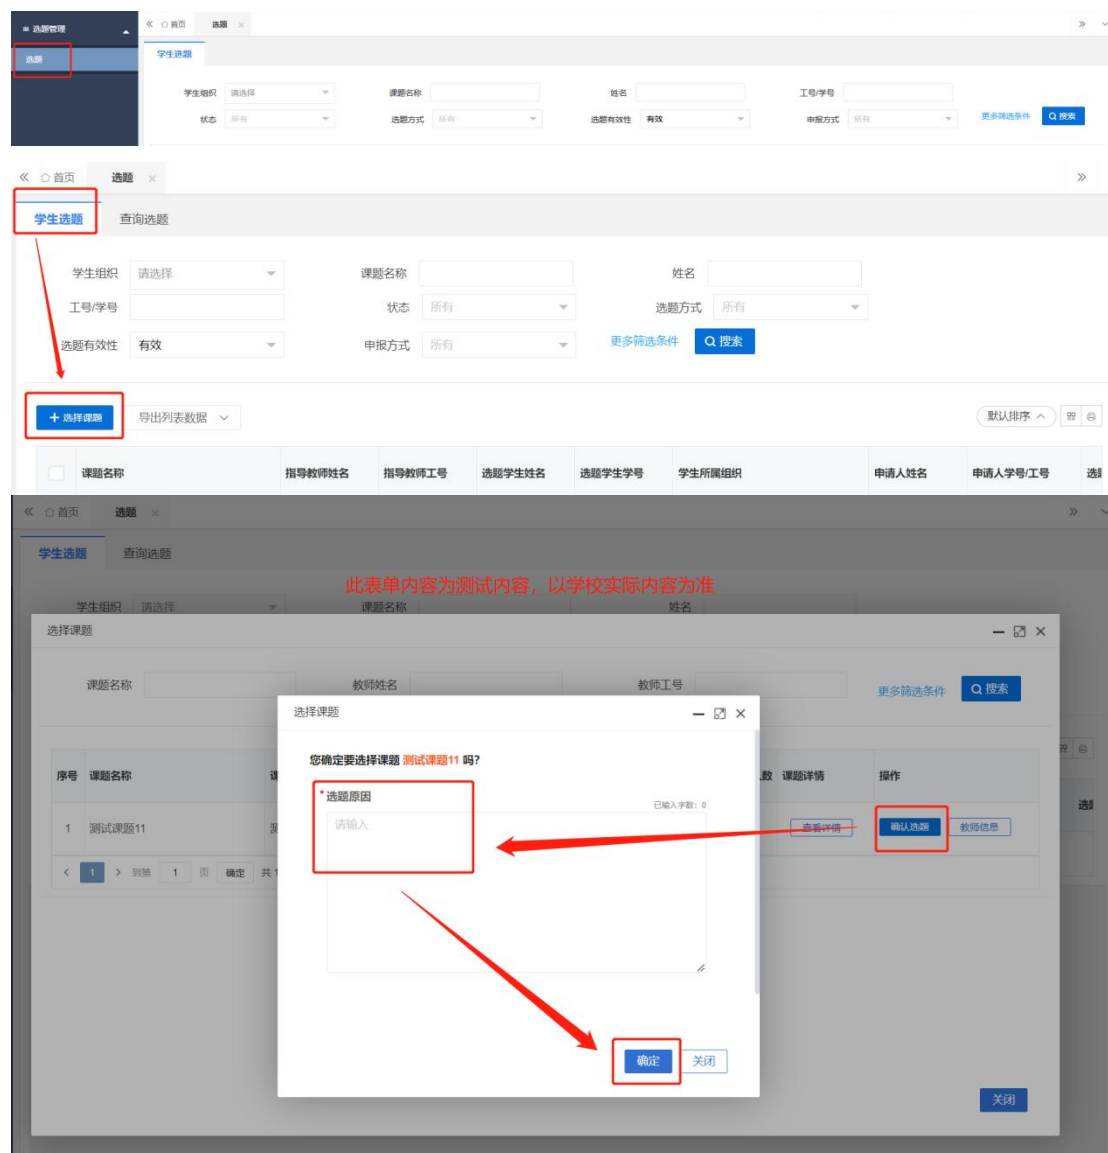 选题管理
《 首页 选题 × 》
选题
学生选题
学生组织 请选择 课题名称 姓名 工号/学号
状态 所有 选题方式 所有 选题有效性 有效 申报方式 所有 更多筛选条件 搜索
《 首页 选题 × 》
学生选题 查询选题
学生组织 请选择 课题名称 姓名
工号/学号 状态 所有 选题方式 所有
选题有效性 有效 申报方式 所有 更多筛选条件 搜索
+ 选择课题 导出列表数据 默认排序
课题名称 指导教师姓名 指导教师工号 选题学生姓名 选题学生学号 学生所属组织 申请人姓名 申请人学号/工号 选题
《 首页 选题 × 》
学生选题 查询选题
此表单内容为测试内容，以学校实际内容为准
学生组织 请选择 课题名称 姓名
选择课题
课题名称 教师姓名 教师工号 更多筛选条件 搜索
选择课题
您确定要选择课题 测试课题11 吗?
序号 课题名称 数 课题详情 操作
*选题原因
已输入字数：0
请输入
1 测试课题11 查看详情 确认选题 教师信息
< 1 > 到第 1 页 确定 共 1
确定 关闭
关闭